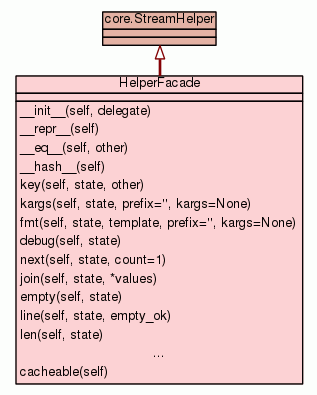 core.StreamHelper
HelperFacade
__init__(self, delegate)
__repr__(self)
__eq__(self, other)
__hash__(self)
key(self, state, other)
kargs(self, state, prefix='', kargs=None)
fmt(self, state, template, prefix='', kargs=None)
debug(self, state)
next(self, state, count=1)
join(self, state, *values)
empty(self, state)
line(self, state, empty_ok)
len(self, state)
...
cacheable(self)